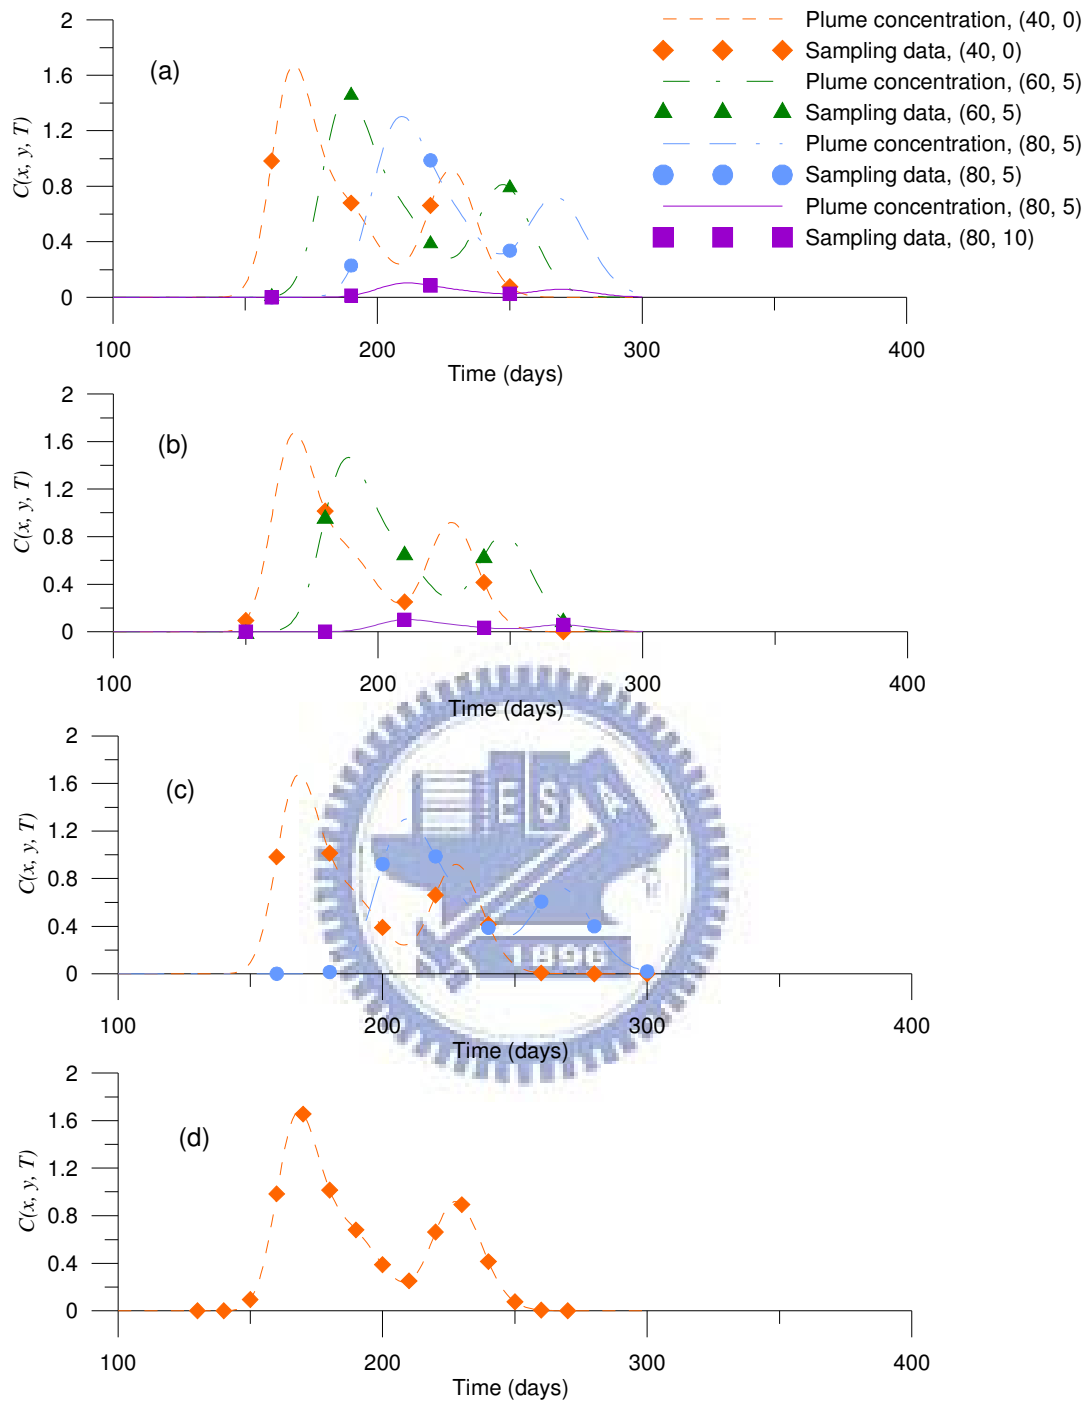 Plume concentration, (40, 0)
Sampling data, (40, 0)
Plume concentration, (60, 5)
Sampling data, (60, 5)
Plume concentration, (80, 5)
Sampling data, (80, 5)
Plume concentration, (80, 5)
Sampling data, (80, 10)
(a)
C(x, y, T)
2
1.6
1.2
0.8
0.4
0
100 200 300 400
Time (days)
(b)
C(x, y, T)
2
1.6
1.2
0.8
0.4
0
100 200 300 400
Time (days)
(c)
C(x, y, T)
2
1.6
1.2
0.8
0.4
0
100 200 300 400
Time (days)
E S A
1896
(d)
C(x, y, T)
2
1.6
1.2
0.8
0.4
0
100 200 300 400
Time (days)